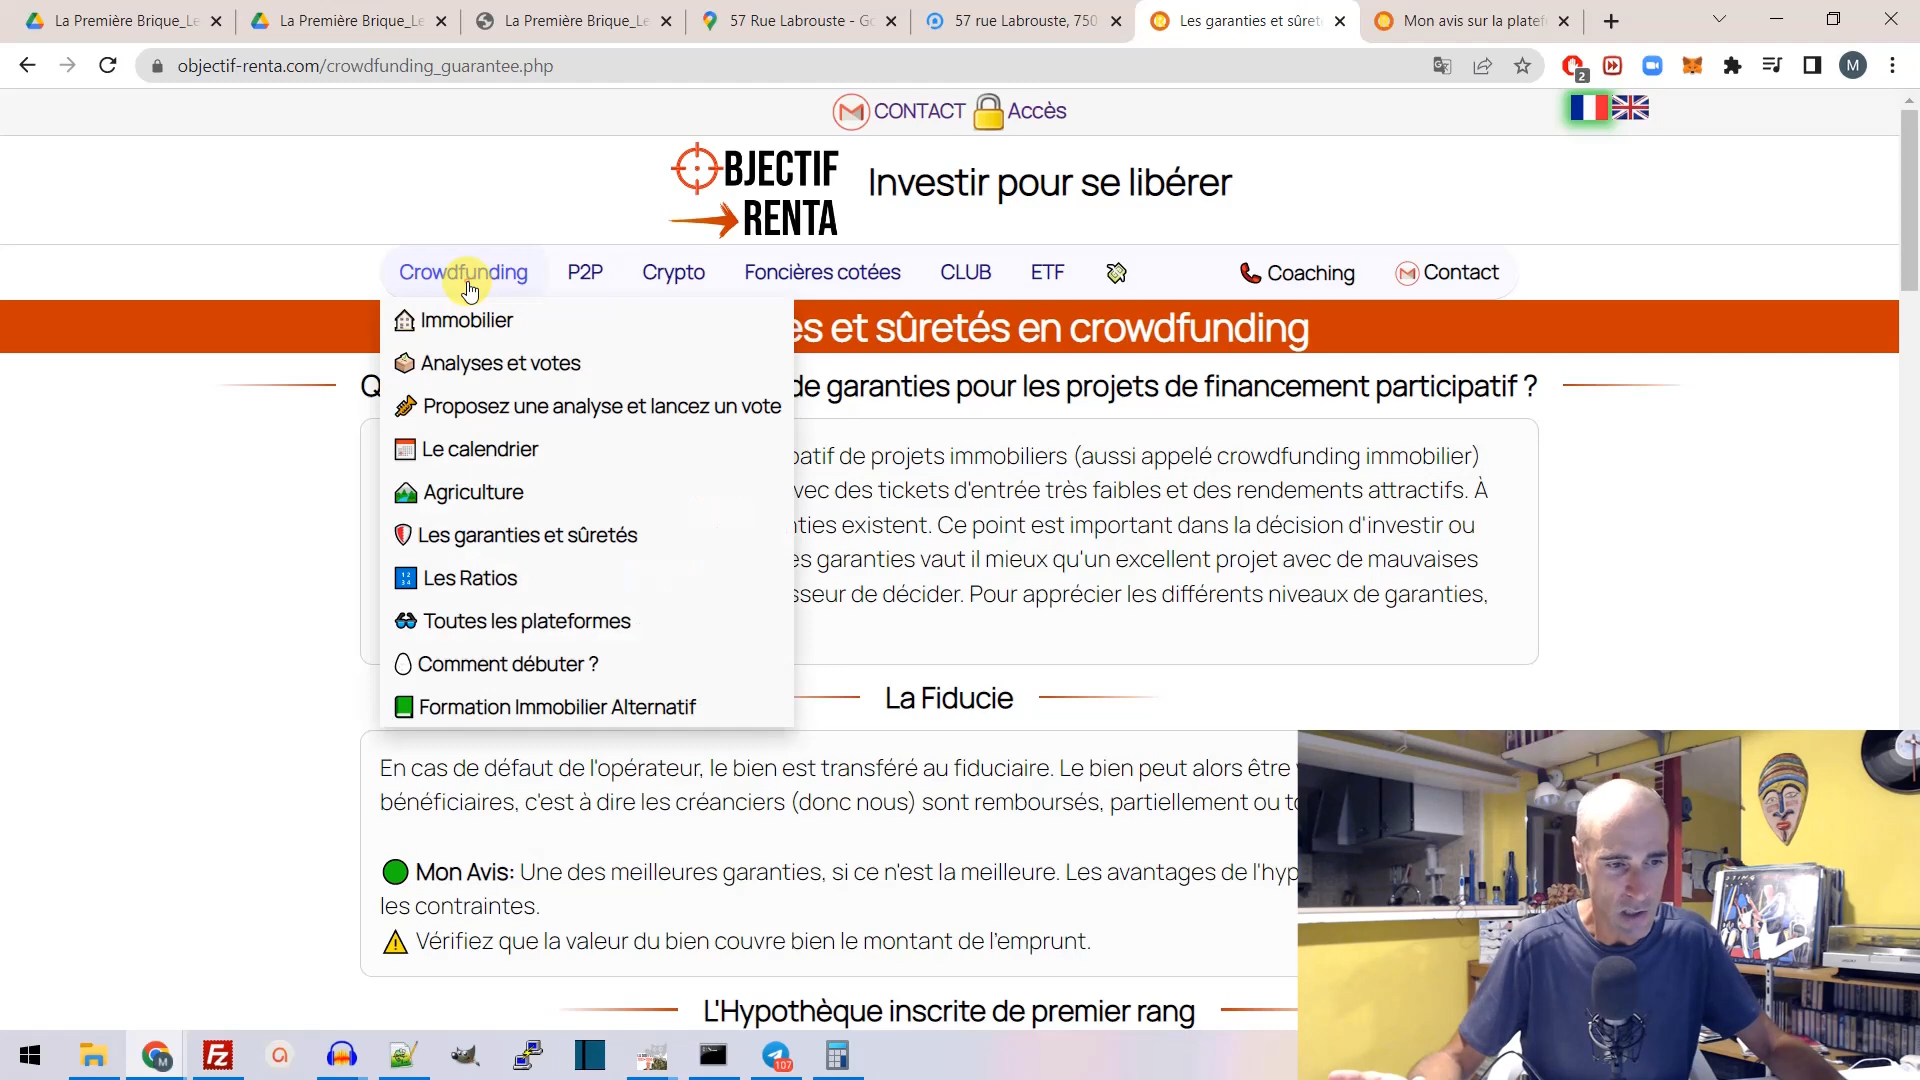 La Première Brique_Le
La Première Brique_Le
La Première Brique_Le
57 Rue Labrouste - Go
57 rue Labrouste, 750
Les garanties et sûret
Mon avis sur la platef
objectif-renta.com/crowdfunding_guarantee.php
2
M
CONTACT Accès
BJECTIF
RENTA
Investir pour se libérer
Crowdfunding P2P Crypto Foncières cotées CLUB ETF Coaching Contact
es et sûretés en crowdfunding
Q de garanties pour les projets de financement participatif ?
Immobilier
Analyses et votes
Proposez une analyse et lancez un vote
Le calendrier
Agriculture
Les garanties et sûretés
Les Ratios
Toutes les plateformes
Comment débuter ?
Formation Immobilier Alternatif
patif de projets immobiliers (aussi appelé crowdfunding immobilier)
vec des tickets d'entrée très faibles et des rendements attractifs. À
nties existent. Ce point est important dans la décision d'investir ou
es garanties vaut il mieux qu'un excellent projet avec de mauvaises
sseur de décider. Pour apprécier les différents niveaux de garanties,
La Fiducie
En cas de défaut de l'opérateur, le bien est transféré au fiduciaire. Le bien peut alors être
bénéficiaires, c'est à dire les créanciers (donc nous) sont remboursés, partiellement ou to
Mon Avis: Une des meilleures garanties, si ce n'est la meilleure. Les avantages de l'hyp
les contraintes.
Vérifiez que la valeur du bien couvre bien le montant de l'emprunt.
L'Hypothèque inscrite de premier rang
M
107